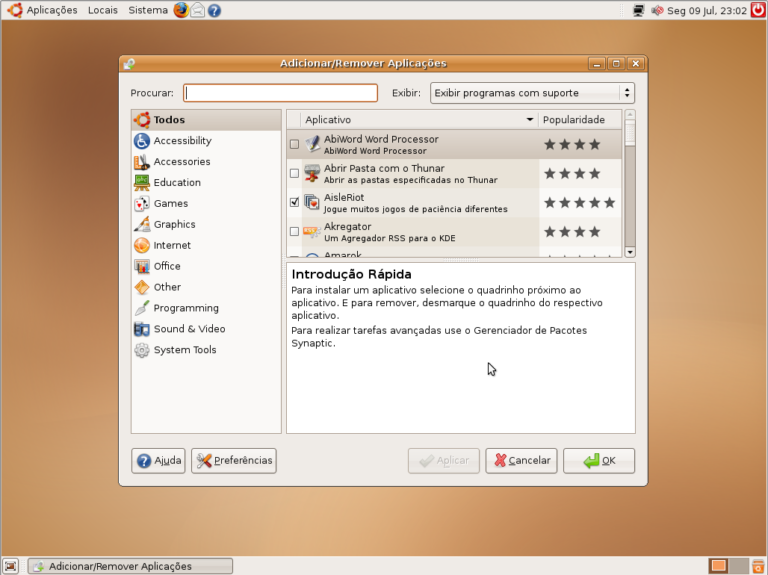 Aplicações Locais Sistema Seg 09 Jul, 23:02
Adicionar/Remover Aplicações
Procurar: Exibir: Exibir programas com suporte
Todos
Accessibility
Accessories
Education
Games
Graphics
Internet
Office
Other
Programming
Sound & Video
System Tools
Aplicativo Popularidade
AbiWord Word Processor
AbiWord Word Processor
Abrir Pasta com o Thunar
Abrir as pastas especificadas no Thunar
AisleRiot
Jogue muitos jogos de paciência diferentes
Akregator
Um Agregador RSS para o KDE
Amarok
Introdução Rápida
Para instalar um aplicativo selecione o quadrinho próximo ao
aplicativo. E para remover, desmarque o quadrinho do respectivo
aplicativo.
Para realizar tarefas avançadas use o Gerenciador de Pacotes
Synaptic.
Ajuda Preferências Aplicar Cancelar OK
Adicionar/Remover Aplicações